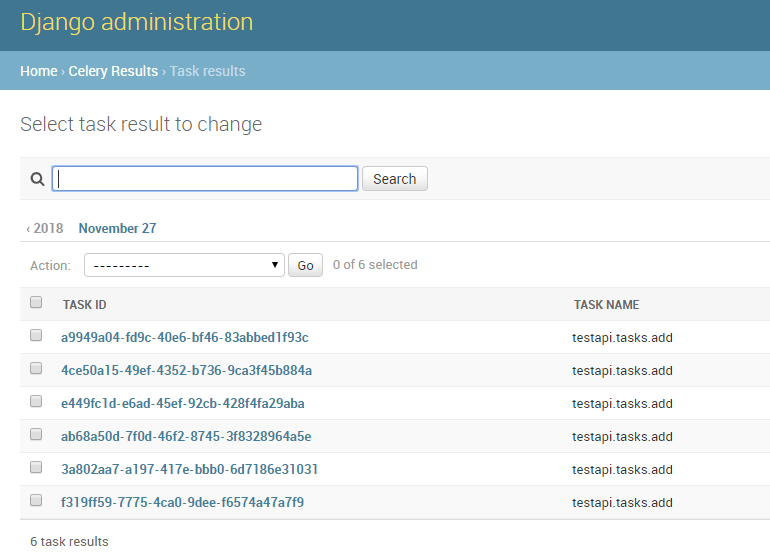 Django administration
Home › Celery Results › Task results
Select task result to change
Search
‹ 2018 November 27
Action: --------- Go 0 of 6 selected
TASK ID TASK NAME
a9949a04-fd9c-40e6-bf46-83abbed1f93c testapi.tasks.add
4ce50a15-49ef-4352-b736-9ca3f45b884a testapi.tasks.add
e449fc1d-e6ad-45ef-92cb-428f4fa29aba testapi.tasks.add
ab68a50d-7f0d-46f2-8745-3f8328964a5e testapi.tasks.add
3a802aa7-a197-417e-bbb0-6d7186e31031 testapi.tasks.add
f319ff59-7775-4ca0-9dee-f6574a47a7f9 testapi.tasks.add
6 task results